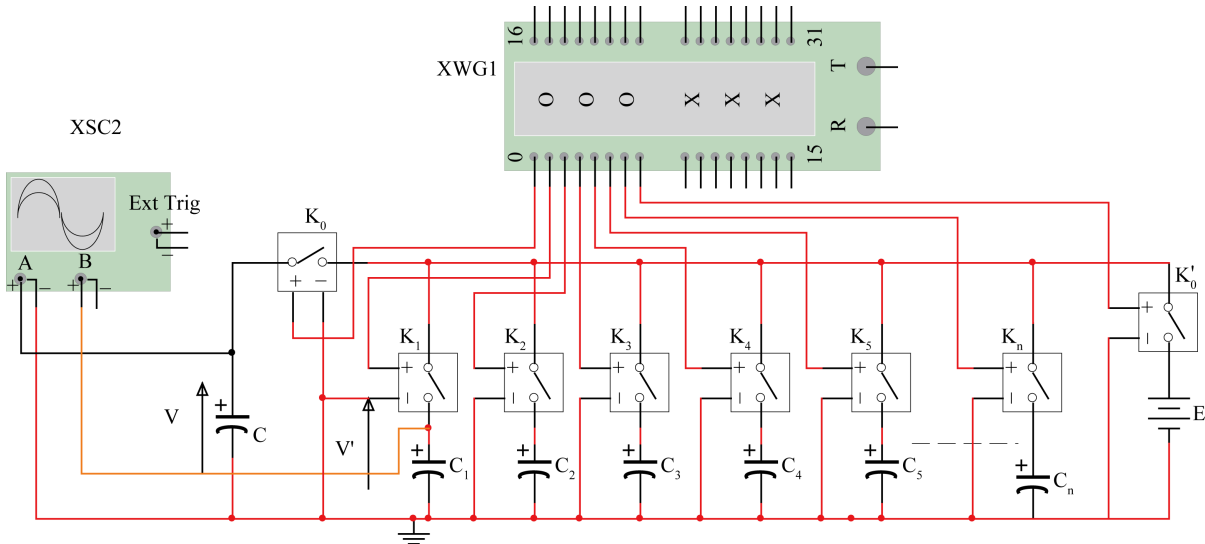 16
31
XWG1
O O O X X X
T
R
0
15
XSC2
Ext Trig
+
−
A
B
+ − + −
K₀
+ −
K'₀
+
−
K₁
K₂
K₃
K₄
K₅
Kₙ
+
−
+
−
+
−
+
−
+
−
+
−
V
+
C
V'
+
C₁
+
C₂
+
C₃
+
C₄
+
C₅
+
Cₙ
E